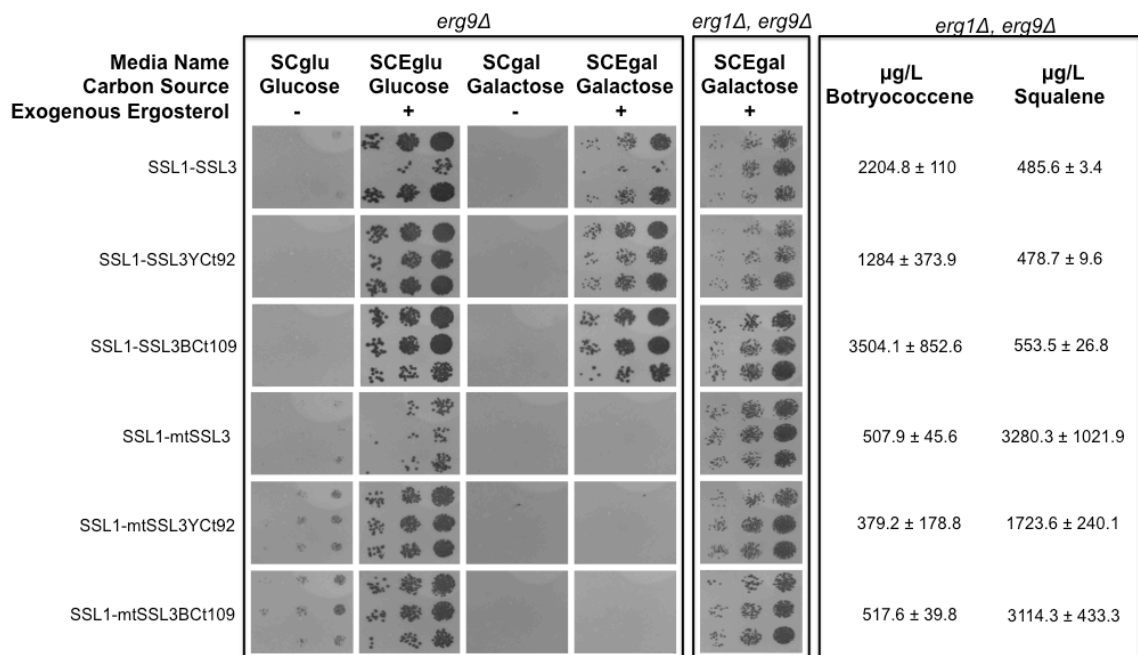 erg9Δ erg1Δ, erg9Δ erg1Δ, erg9Δ
Media Name SCglu SCEglu SCgal SCEgal SCEgal
Carbon Source Glucose Glucose Galactose Galactose Galactose
Exogenous Ergosterol - + - + +
µg/L Botryococcene
µg/L Squalene
SSL1-SSL3 2204.8 ± 110 485.6 ± 3.4
SSL1-SSL3YCt92 1284 ± 373.9 478.7 ± 9.6
SSL1-SSL3BCt109 3504.1 ± 852.6 553.5 ± 26.8
SSL1-mtSSL3 507.9 ± 45.6 3280.3 ± 1021.9
SSL1-mtSSL3YCt92 379.2 ± 178.8 1723.6 ± 240.1
SSL1-mtSSL3BCt109 517.6 ± 39.8 3114.3 ± 433.3